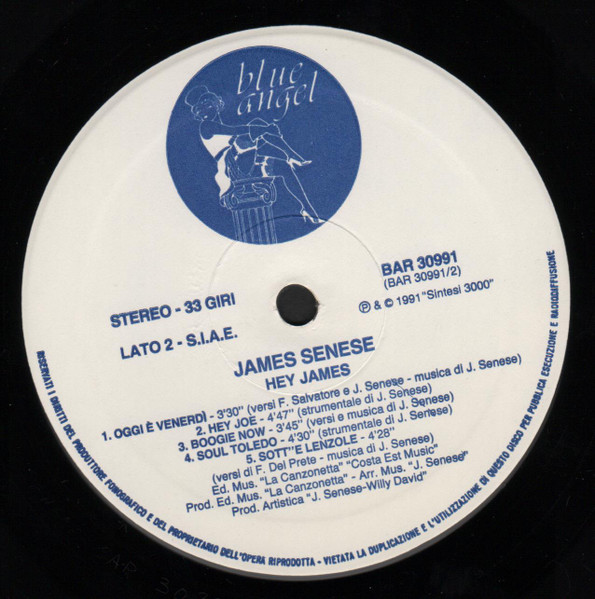 blue
angel
STEREO - 33 GIRI
LATO 2 - S.I.A.E.
BAR 30991
(BAR 30991/2)
℗ & © 1991 "Sintesi 3000"
JAMES SENESE
HEY JAMES
1. OGGI È VENERDÌ - 3'30" (versi F. Salvatore e J. Senese - musica di J. Senese)
2. HEY JOE - 4'47" (strumentale di J. Senese)
3. BOOGIE NOW - 3'45" (versi e musica di J. Senese)
4. SOUL TOLEDO - 4'30" (strumentale di J. Senese)
5. SOTT''E LENZOLE - 4'28"
(versi di F. Del Prete - musica di J. Senese)
Ed. Mus. "La Canzonetta" "Costa Est Music"
Prod. Ed. Mus. "La Canzonetta" - Arr. Mus. "J. Senese"
Prod. Artistica "J. Senese-Willy David"
RISERVATI I DIRITTI DEL PRODUTTORE FONOGRAFICO E DEL PROPRIETARIO DELL'OPERA RIPRODOTTA - VIETATA LA DUPLICAZIONE E L'UTILIZZAZIONE DI QUESTO DISCO PER PUBBLICA ESECUZIONE E RADIODIFFUSIONE